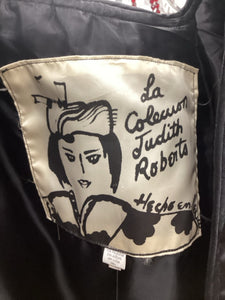 La
Coleccion
Judith
Roberts
Hecho en